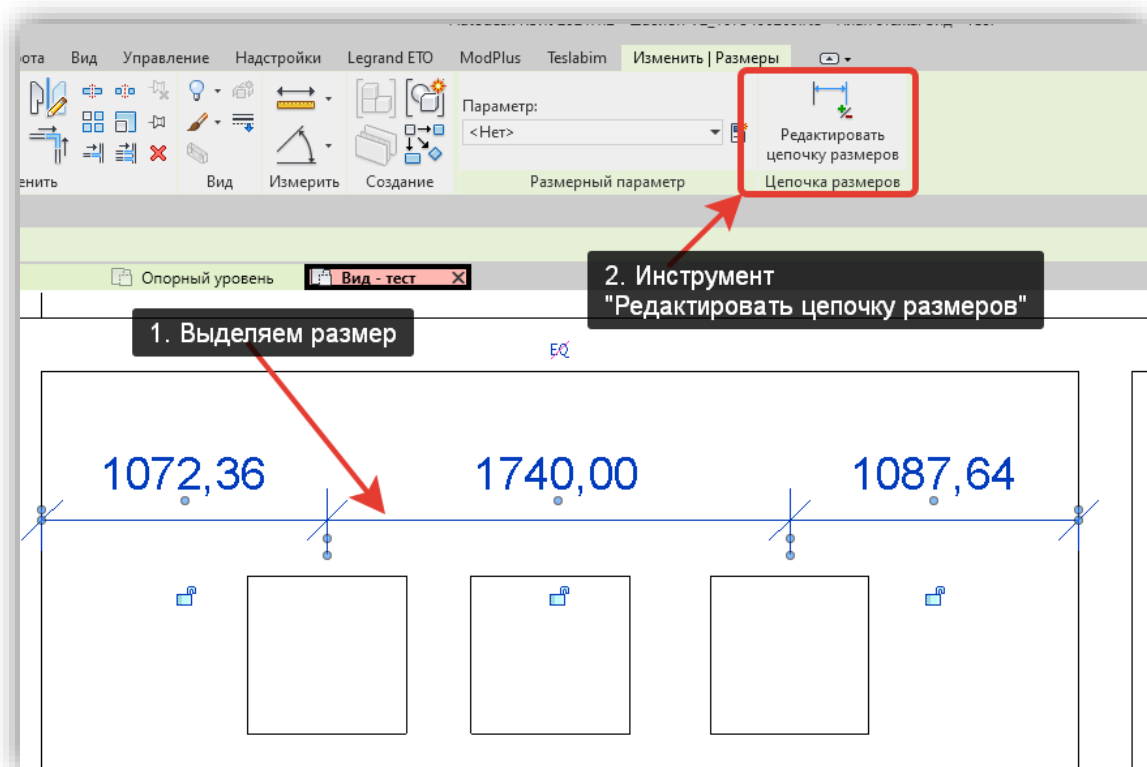 ота Вид Управление Надстройки Legrand ETO ModPlus Teslabim Изменить | Размеры
Параметр:
<Нет>
Редактировать
цепочку размеров
енить Вид Измерить Создание Размерный параметр Цепочка размеров
Опорный уровень Вид - тест
2. Инструмент
"Редактировать цепочку размеров"
1. Выделяем размер
EQ
1072,36 1740,00 1087,64